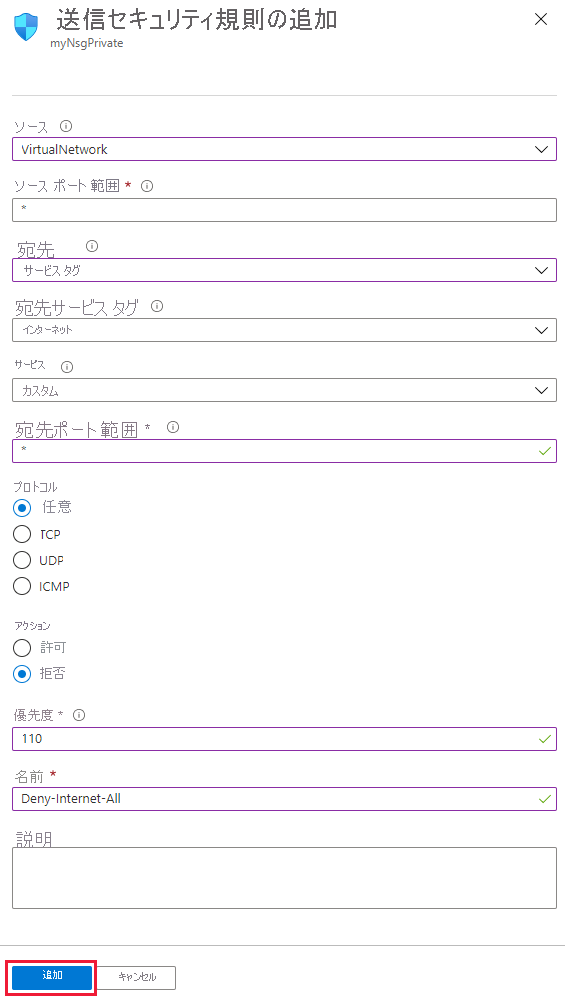 送信セキュリティ規則の追加
myNsgPrivate
ソース
VirtualNetwork
ソース ポート範囲 *
*
宛先
サービス タグ
宛先サービス タグ
インターネット
サービス
カスタム
宛先ポート範囲 *
*
プロトコル
任意
TCP
UDP
ICMP
アクション
許可
拒否
優先度 *
110
名前 *
Deny-Internet-All
説明
追加
キャンセル